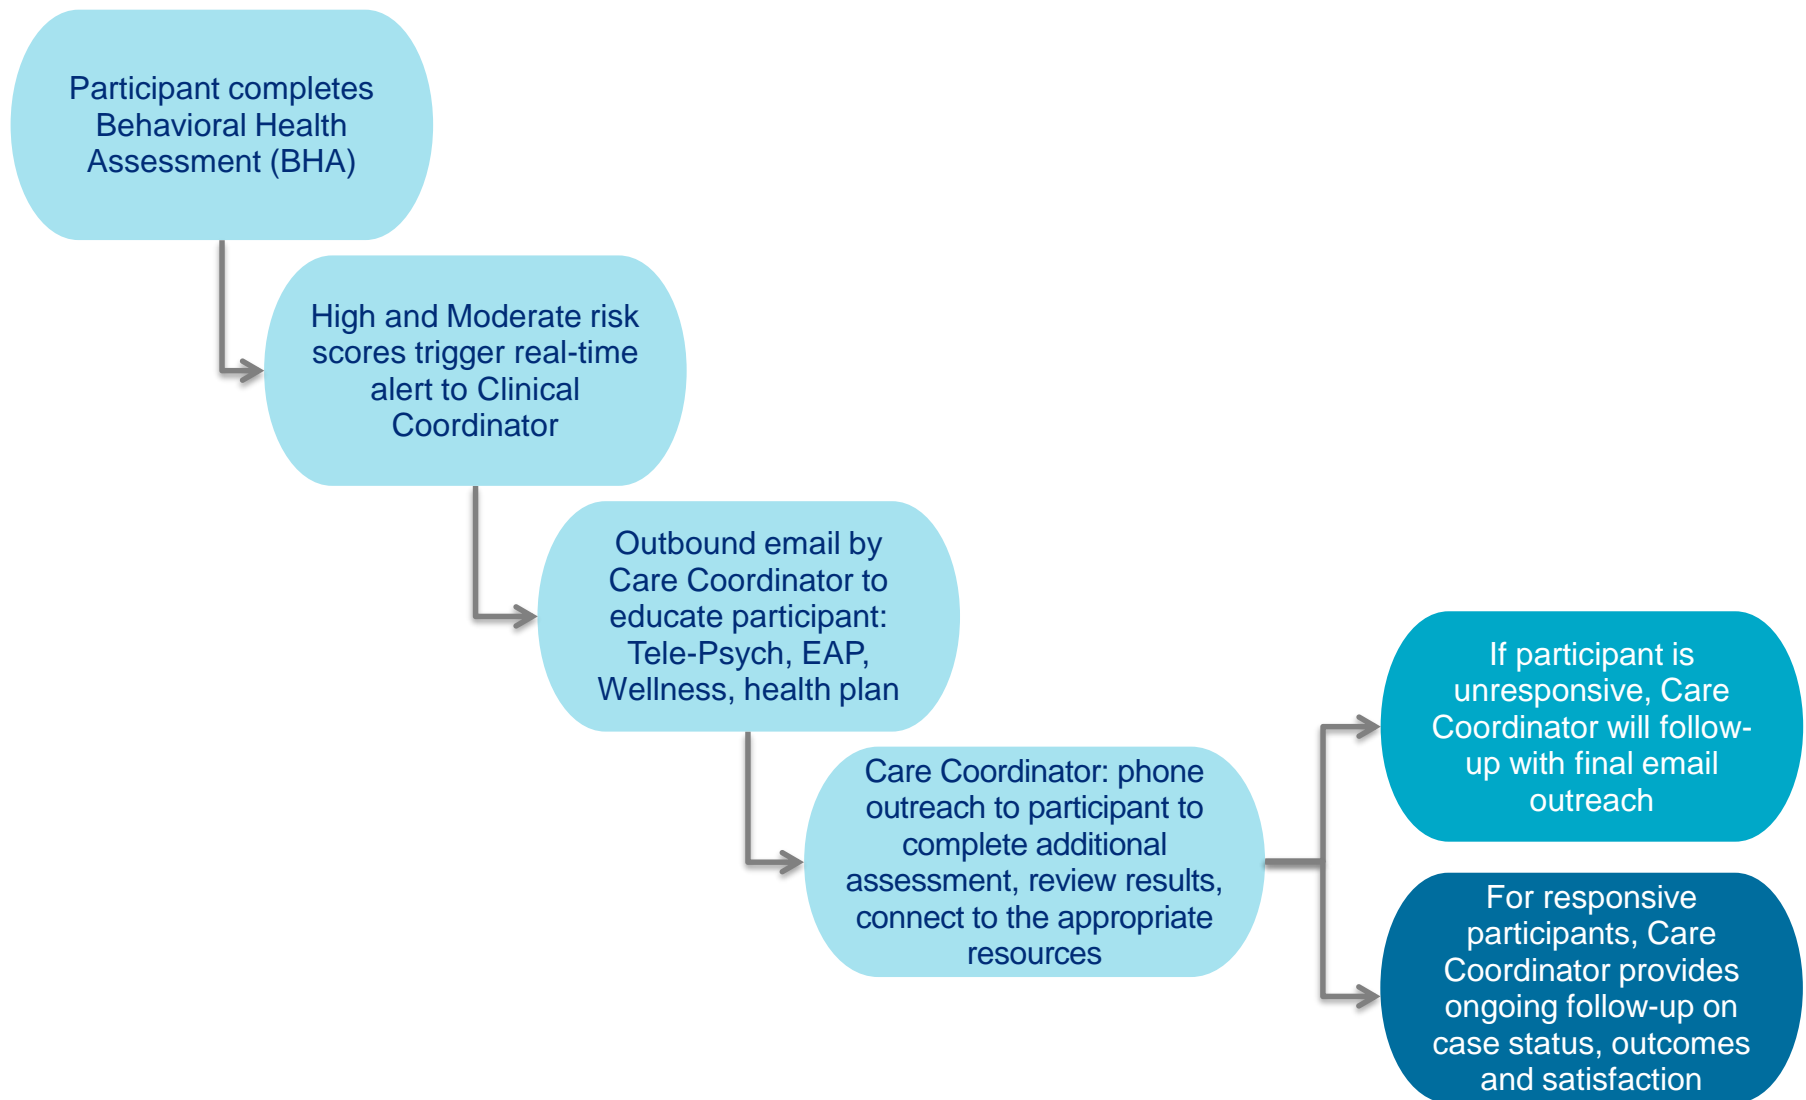 Participant completes
Behavioral Health
Assessment (BHA)
High and Moderate risk
scores trigger real-time
alert to Clinical
Coordinator
Outbound email by
Care Coordinator to
educate participant:
Tele-Psych, EAP,
Wellness, health plan
Care Coordinator: phone
outreach to participant to
complete additional
assessment, review results,
connect to the appropriate
resources
If participant is
unresponsive, Care
Coordinator will follow-
up with final email
outreach
For responsive
participants, Care
Coordinator provides
ongoing follow-up on
case status, outcomes
and satisfaction